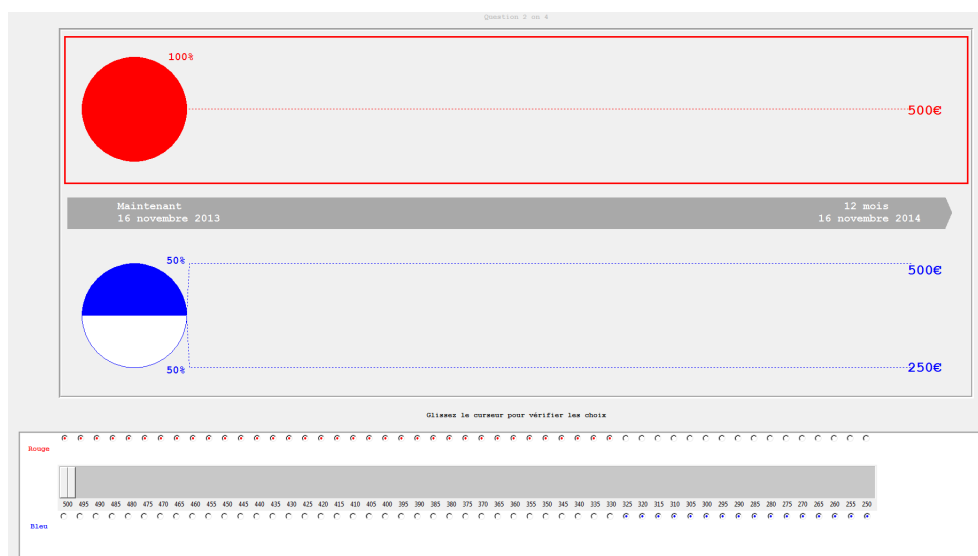 Question 2 on 4
100%
500€
Maintenant
16 novembre 2013
12 mois
16 novembre 2014
50%
500€
50%
250€
Glissez le curseur pour vérifier les choix
Rouge
500 495 490 485 480 475 470 465 460 455 450 445 440 435 430 425 420 415 410 405 400 395 390 385 380 375 370 365 360 355 350 345 340 335 330 325 320 315 310 305 300 295 290 285 280 275 270 265 260 255 250
Bleu